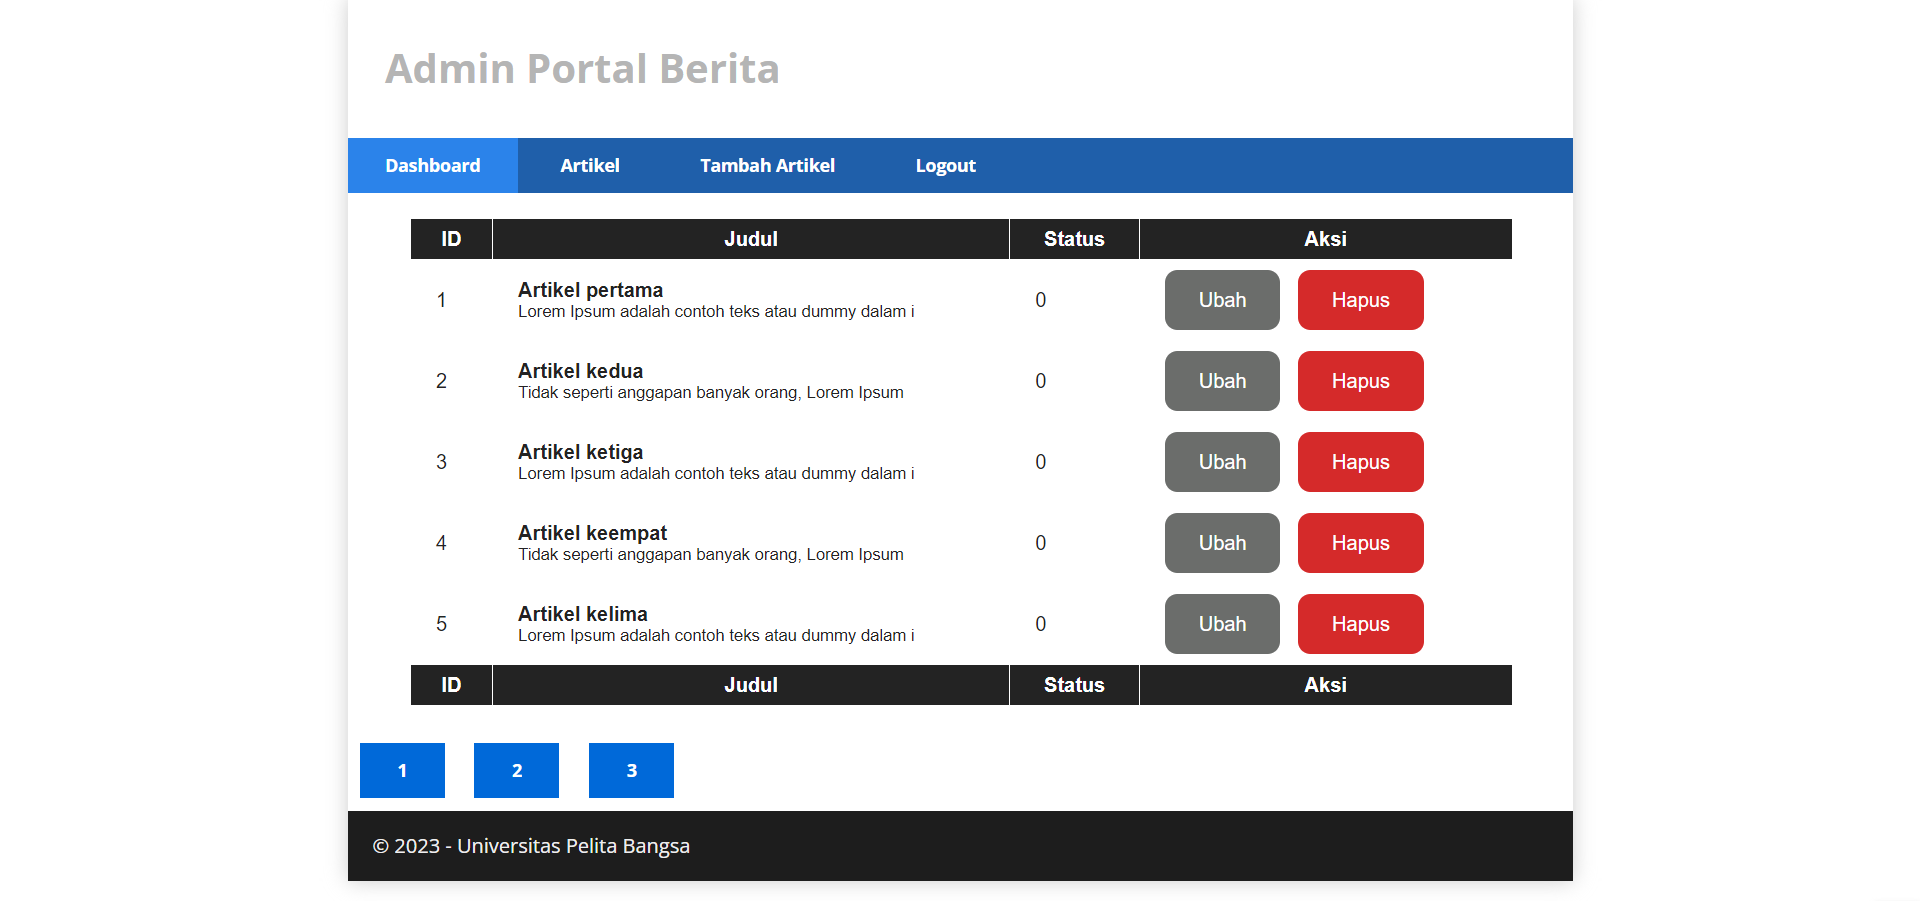 Admin Portal Berita
Dashboard Artikel Tambah Artikel Logout
ID Judul Status Aksi
1 Artikel pertama 0 Ubah Hapus
Lorem Ipsum adalah contoh teks atau dummy dalam i
2 Artikel kedua 0 Ubah Hapus
Tidak seperti anggapan banyak orang, Lorem Ipsum
3 Artikel ketiga 0 Ubah Hapus
Lorem Ipsum adalah contoh teks atau dummy dalam i
4 Artikel keempat 0 Ubah Hapus
Tidak seperti anggapan banyak orang, Lorem Ipsum
5 Artikel kelima 0 Ubah Hapus
Lorem Ipsum adalah contoh teks atau dummy dalam i
ID Judul Status Aksi
1 2 3
© 2023 - Universitas Pelita Bangsa